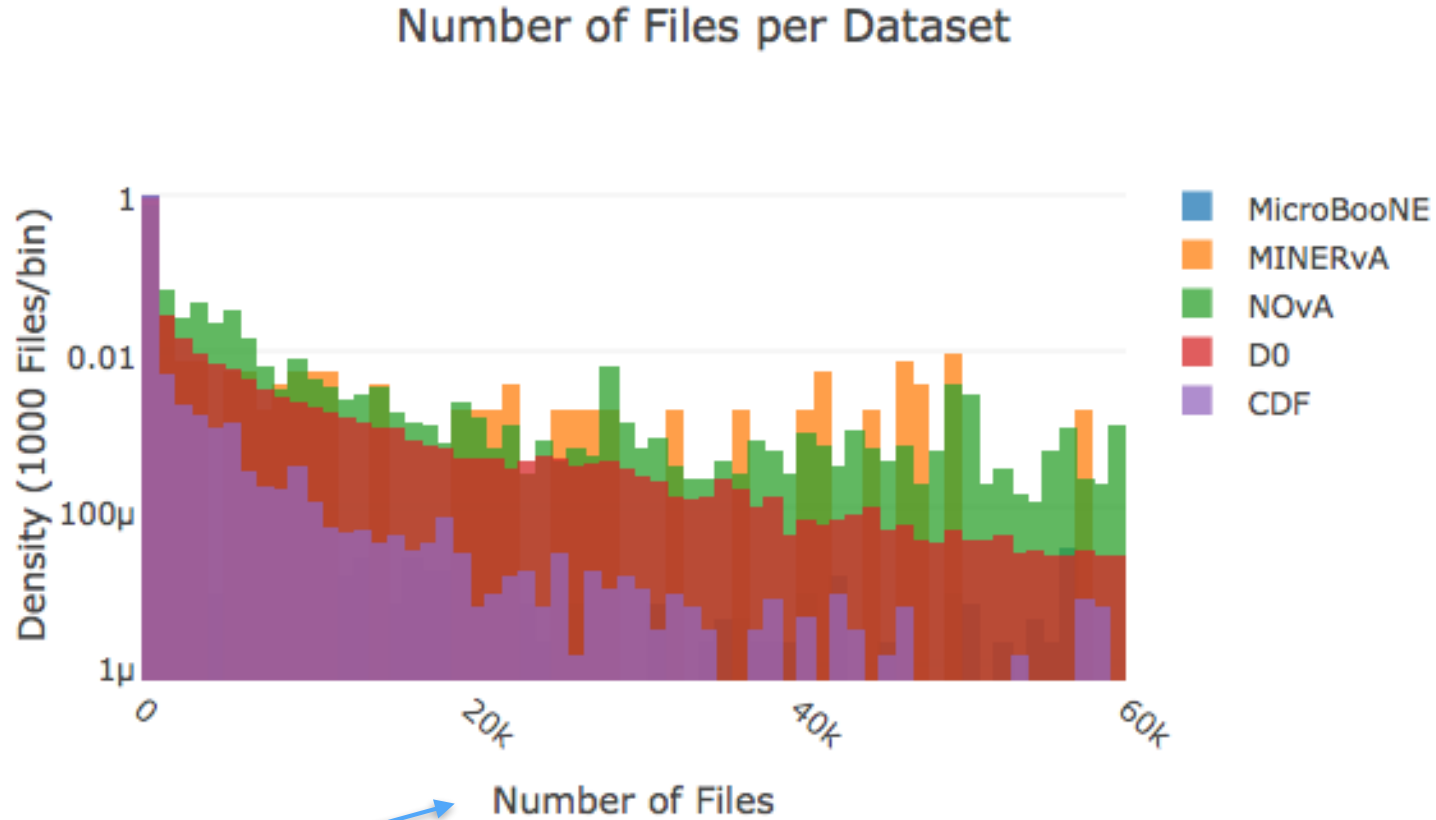 Number of Files per Dataset
Density (1000 Files/bin)
1
0.01
100μ
1μ
0
20k
40k
60k
Number of Files
MicroBooNE
MINERvA
NOvA
D0
CDF